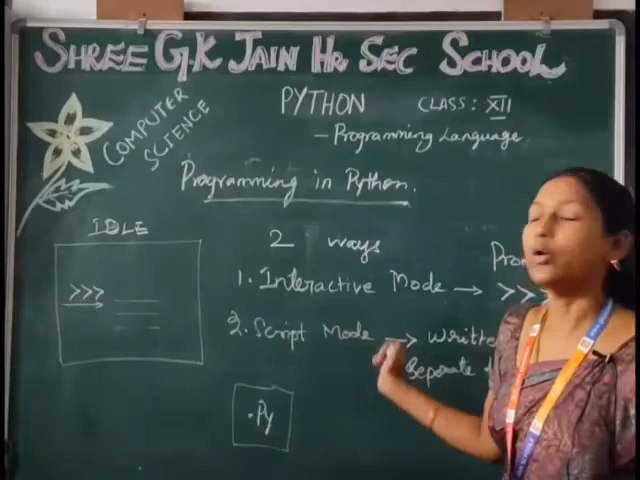 SHREE G.K JAIN HR SEC SCHOOL
COMPUTER
SCIENCE
PYTHON CLASS: XII
- Programming Language
Programming in Python.
IDLE
2 ways
>>>
1. Interactive Mode → >>
2. Script Mode → 
Seperate
.Py